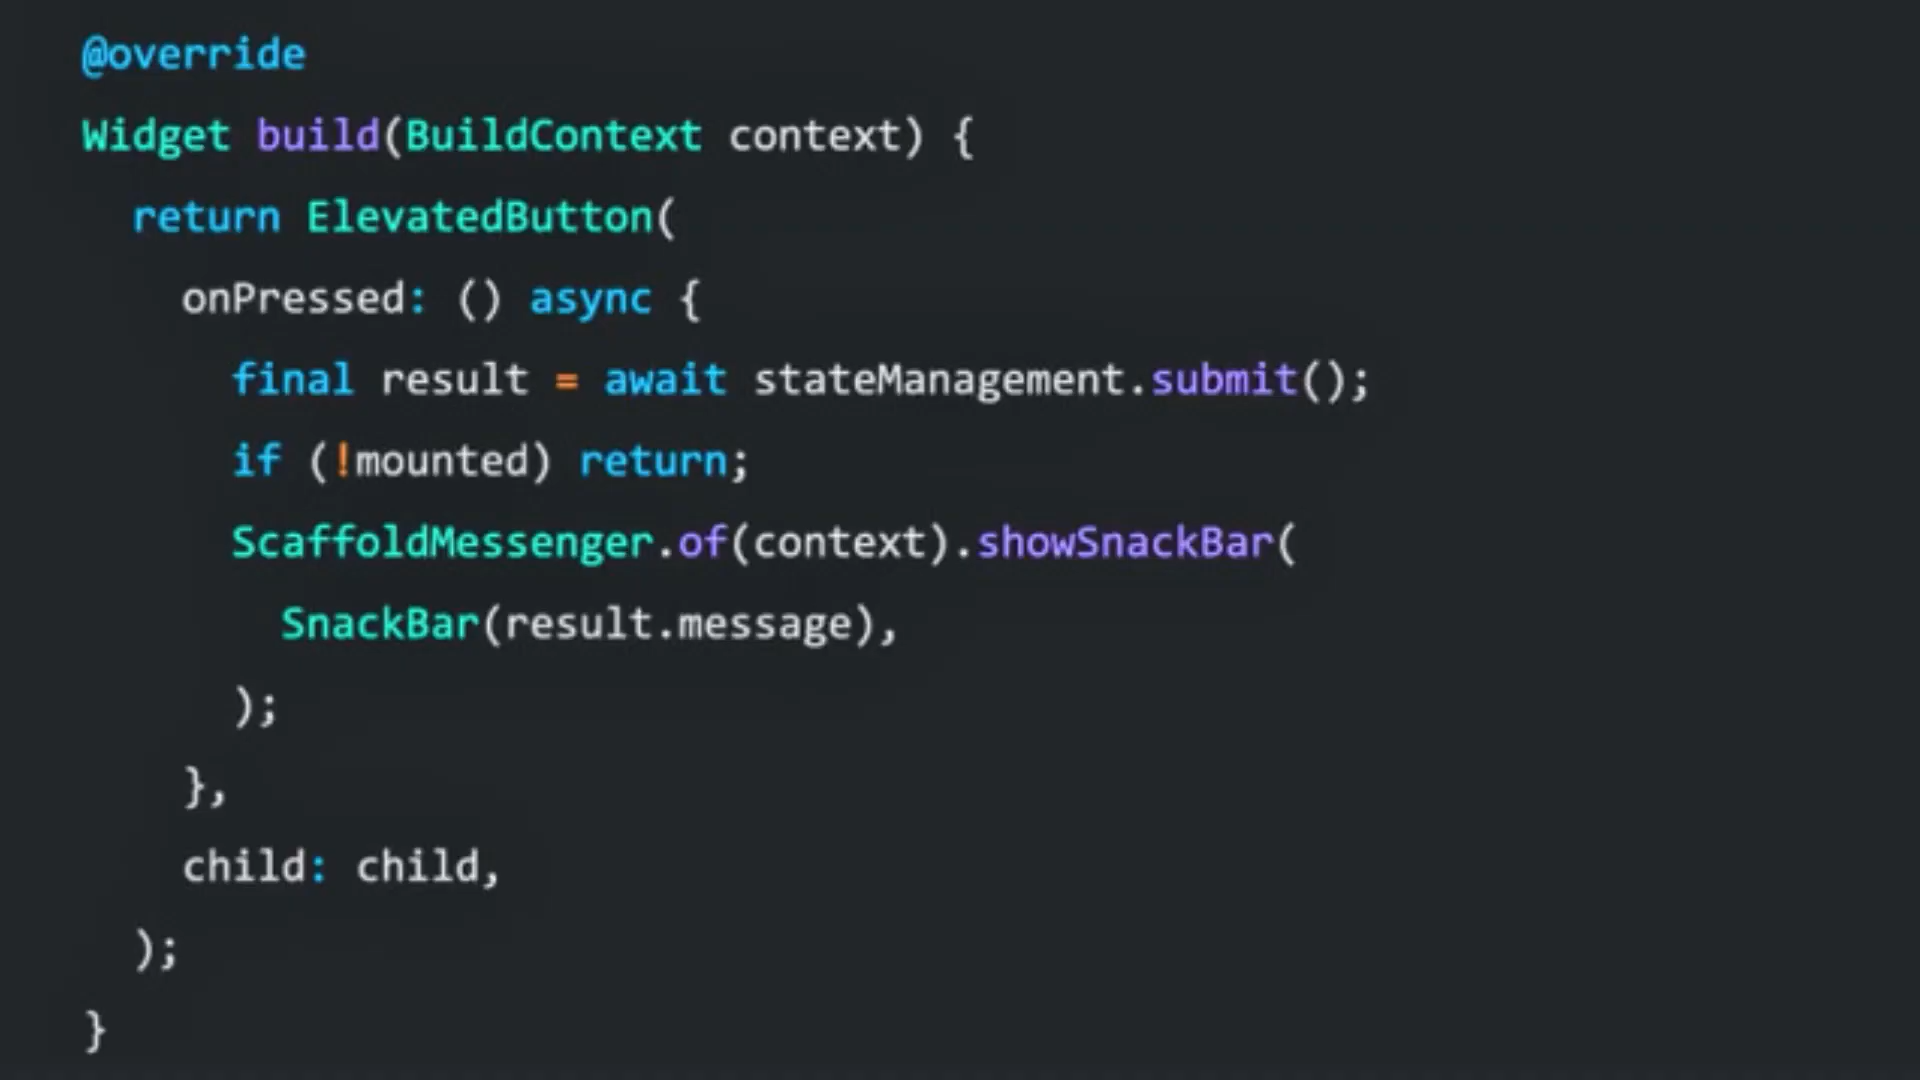 @override
Widget build(BuildContext context) {
return ElevatedButton(
onPressed: () async {
final result = await stateManagement.submit();
if (!mounted) return;
ScaffoldMessenger.of(context).showSnackBar(
SnackBar(result.message),
);
},
child: child,
);
}